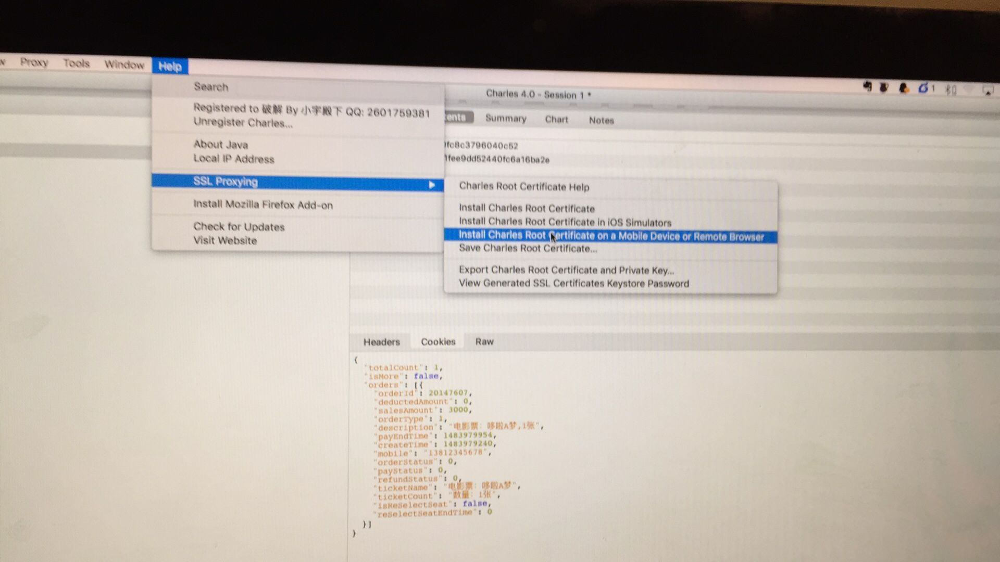 Proxy Tools Window Help
1
Search
Charles 4.0 - Session 1 *
Registered to 破解 By 小宇殿下 QQ: 2601759381
Unregister Charles...
ents Summary Chart Notes
About Java
Local IP Address
fc8c3796040c52
1fee9dd52440fc6a16ba2e
SSL Proxying
Install Mozilla Firefox Add-on
Check for Updates
Visit Website
Charles Root Certificate Help
Install Charles Root Certificate
Install Charles Root Certificate in iOS Simulators
Install Charles Root Certificate on a Mobile Device or Remote Browser
Save Charles Root Certificate...
Export Charles Root Certificate and Private Key...
View Generated SSL Certificates Keystore Password
Headers Cookies Raw
{
"totalCount": 1,
"isMore": false,
"orders": [{
"orderId": 20147607,
"deductedAmount": 0,
"salesAmount": 3000,
"orderType": 1,
"description": "电影票: 哆啦A梦,1张",
"payEndTime": 1483979954,
"createTime": 1483979240,
"mobile": "13812345678",
"orderStatus": 0,
"payStatus": 0,
"refundStatus": 0,
"ticketName": "电影票: 哆啦A梦",
"ticketCount": "数量: 1张",
"isReSelectSeat": false,
"reSelectSeatEndTime": 0
}]
}